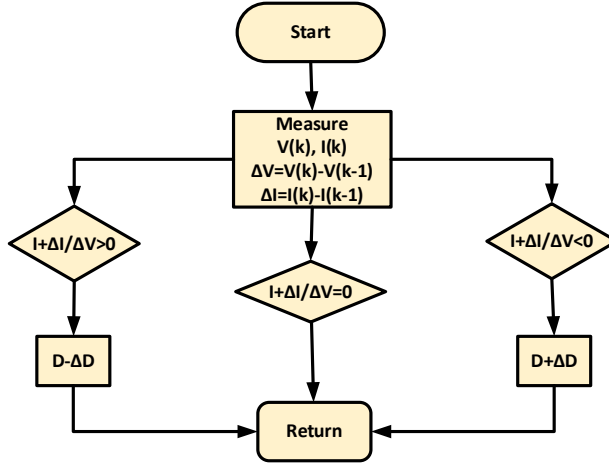 Start
Measure
V(k), I(k)
ΔV=V(k)-V(k-1)
ΔI=I(k)-I(k-1)
I+ΔI/ΔV>0
I+ΔI/ΔV=0
I+ΔI/ΔV<0
D-ΔD
D+ΔD
Return